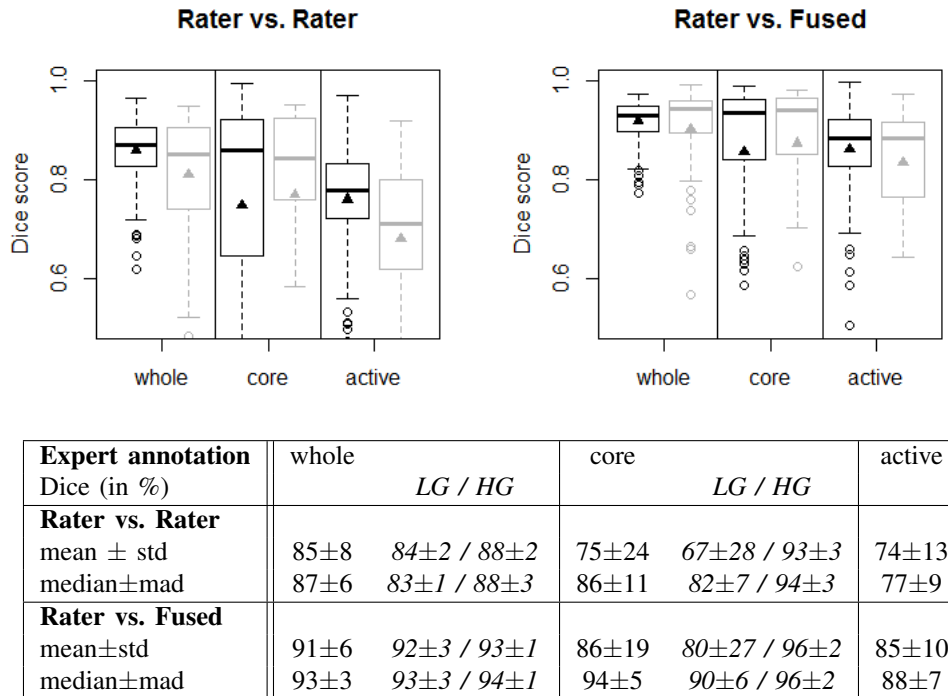 Rater vs. Rater
Rater vs. Fused
Dice score
1.0
0.8
0.6
whole core active
Dice score
1.0
0.8
0.6
whole core active
Expert annotation whole core active
Dice (in %) LG / HG LG / HG
Rater vs. Rater
mean ± std 85±8 84±2 / 88±2 75±24 67±28 / 93±3 74±13
median±mad 87±6 83±1 / 88±3 86±11 82±7 / 94±3 77±9
Rater vs. Fused
mean±std 91±6 92±3 / 93±1 86±19 80±27 / 96±2 85±10
median±mad 93±3 93±3 / 94±1 94±5 90±6 / 96±2 88±7